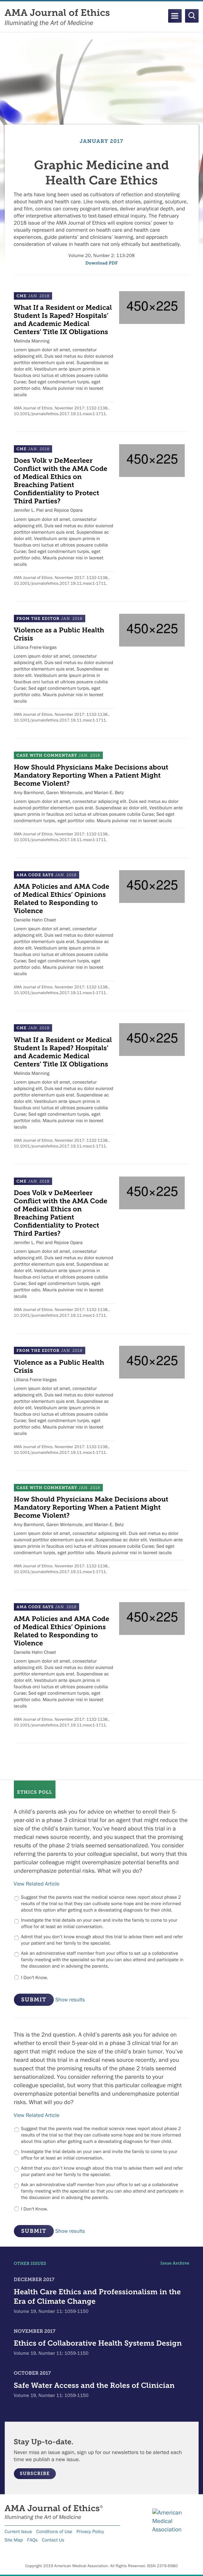 AMA Journal of Ethics
Illuminating the Art of Medicine
JANUARY 2017
Graphic Medicine and
Health Care Ethics
The arts have long been used as cultivators of reflection and storytelling
about health and health care. Like novels, short stories, painting, sculpture,
and film, comics can convey poignant stories, deliver analytical depth, and
offer interpretive alternatives to text-based ethical inquiry. The February
2018 issue of the AMA Journal of Ethics will explore comics' power to
visually communicate insights about health care and health care
experiences, guide patients' and clinicians' learning, and approach
consideration of values in health care that only ethically and aesthetically.
Volume 20, Number 2: 113-208
Download PDF
CME JAN 2018
450×225
What If a Resident or Medical
Student Is Raped? Hospitals'
and Academic Medical
Centers' Title IX Obligations
Melinda Manning
Lorem ipsum dolor sit amet, consectetur
adipiscing elit. Duis sed metus eu dolor euismod
porttitor elementum quis erat. Suspendisse ac
dolor elit. Vestibulum ante ipsum primis in
faucibus orci luctus et ultrices posuere cubilia
Curae; Sed eget condimentum turpis, eget
porttitor odio. Mauris pulvinar nisi in laoreet
iaculis
AMA Journal of Ethics. November 2017: 1132-1138,.
10.1001/journalofethics.2017.19.11.msoc1-1711.
CME JAN 2018
450×225
Does Volk v DeMeerleer
Conflict with the AMA Code
of Medical Ethics on
Breaching Patient
Confidentiality to Protect
Third Parties?
Jennifer L. Piel and Rejoice Opara
Lorem ipsum dolor sit amet, consectetur
adipiscing elit. Duis sed metus eu dolor euismod
porttitor elementum quis erat. Suspendisse ac
dolor elit. Vestibulum ante ipsum primis in
faucibus orci luctus et ultrices posuere cubilia
Curae; Sed eget condimentum turpis, eget
porttitor odio. Mauris pulvinar nisi in laoreet
iaculis
AMA Journal of Ethics. November 2017: 1132-1138,.
10.1001/journalofethics.2017.19.11.msoc1-1711.
FROM THE EDITOR JAN 2018
450×225
Violence as a Public Health
Crisis
Lilliana Freire-Vargas
Lorem ipsum dolor sit amet, consectetur
adipiscing elit. Duis sed metus eu dolor euismod
porttitor elementum quis erat. Suspendisse ac
dolor elit. Vestibulum ante ipsum primis in
faucibus orci luctus et ultrices posuere cubilia
Curae; Sed eget condimentum turpis, eget
porttitor odio. Mauris pulvinar nisi in laoreet
iaculis
AMA Journal of Ethics. November 2017: 1132-1138,.
10.1001/journalofethics.2017.19.11.msoc1-1711.
CASE WITH COMMENTARY JAN 2018
How Should Physicians Make Decisions about
Mandatory Reporting When a Patient Might
Become Violent?
Amy Barnhorst, Garen Wintemute, and Marian E. Betz
Lorem ipsum dolor sit amet, consectetur adipiscing elit. Duis sed metus eu dolor
euismod porttitor elementum quis erat. Suspendisse ac dolor elit. Vestibulum ante
ipsum primis in faucibus orci luctus et ultrices posuere cubilia Curae; Sed eget
condimentum turpis, eget porttitor odio. Mauris pulvinar nisi in laoreet iaculis
AMA Journal of Ethics. November 2017: 1132-1138,.
10.1001/journalofethics.2017.19.11.msoc1-1711.
AMA CODE SAYS JAN 2018
450×225
AMA Policies and AMA Code
of Medical Ethics' Opinions
Related to Responding to
Violence
Danielle Hahn Chaet
Lorem ipsum dolor sit amet, consectetur
adipiscing elit. Duis sed metus eu dolor euismod
porttitor elementum quis erat. Suspendisse ac
dolor elit. Vestibulum ante ipsum primis in
faucibus orci luctus et ultrices posuere cubilia
Curae; Sed eget condimentum turpis, eget
porttitor odio. Mauris pulvinar nisi in laoreet
iaculis
AMA Journal of Ethics. November 2017: 1132-1138,.
10.1001/journalofethics.2017.19.11.msoc1-1711.
CME JAN 2018
450×225
What If a Resident or Medical
Student Is Raped? Hospitals'
and Academic Medical
Centers' Title IX Obligations
Melinda Manning
Lorem ipsum dolor sit amet, consectetur
adipiscing elit. Duis sed metus eu dolor euismod
porttitor elementum quis erat. Suspendisse ac
dolor elit. Vestibulum ante ipsum primis in
faucibus orci luctus et ultrices posuere cubilia
Curae; Sed eget condimentum turpis, eget
porttitor odio. Mauris pulvinar nisi in laoreet
iaculis
AMA Journal of Ethics. November 2017: 1132-1138,.
10.1001/journalofethics.2017.19.11.msoc1-1711.
CME JAN 2018
450×225
Does Volk v DeMeerleer
Conflict with the AMA Code
of Medical Ethics on
Breaching Patient
Confidentiality to Protect
Third Parties?
Jennifer L. Piel and Rejoice Opara
Lorem ipsum dolor sit amet, consectetur
adipiscing elit. Duis sed metus eu dolor euismod
porttitor elementum quis erat. Suspendisse ac
dolor elit. Vestibulum ante ipsum primis in
faucibus orci luctus et ultrices posuere cubilia
Curae; Sed eget condimentum turpis, eget
porttitor odio. Mauris pulvinar nisi in laoreet
iaculis
AMA Journal of Ethics. November 2017: 1132-1138,.
10.1001/journalofethics.2017.19.11.msoc1-1711.
FROM THE EDITOR JAN 2018
450×225
Violence as a Public Health
Crisis
Lilliana Freire-Vargas
Lorem ipsum dolor sit amet, consectetur
adipiscing elit. Duis sed metus eu dolor euismod
porttitor elementum quis erat. Suspendisse ac
dolor elit. Vestibulum ante ipsum primis in
faucibus orci luctus et ultrices posuere cubilia
Curae; Sed eget condimentum turpis, eget
porttitor odio. Mauris pulvinar nisi in laoreet
iaculis
AMA Journal of Ethics. November 2017: 1132-1138,.
10.1001/journalofethics.2017.19.11.msoc1-1711.
CASE WITH COMMENTARY JAN 2018
How Should Physicians Make Decisions about
Mandatory Reporting When a Patient Might
Become Violent?
Amy Barnhorst, Garen Wintemute, and Marian E. Betz
Lorem ipsum dolor sit amet, consectetur adipiscing elit. Duis sed metus eu dolor
euismod porttitor elementum quis erat. Suspendisse ac dolor elit. Vestibulum ante
ipsum primis in faucibus orci luctus et ultrices posuere cubilia Curae; Sed eget
condimentum turpis, eget porttitor odio. Mauris pulvinar nisi in laoreet iaculis
AMA Journal of Ethics. November 2017: 1132-1138,.
10.1001/journalofethics.2017.19.11.msoc1-1711.
AMA CODE SAYS JAN 2018
450×225
AMA Policies and AMA Code
of Medical Ethics' Opinions
Related to Responding to
Violence
Danielle Hahn Chaet
Lorem ipsum dolor sit amet, consectetur
adipiscing elit. Duis sed metus eu dolor euismod
porttitor elementum quis erat. Suspendisse ac
dolor elit. Vestibulum ante ipsum primis in
faucibus orci luctus et ultrices posuere cubilia
Curae; Sed eget condimentum turpis, eget
porttitor odio. Mauris pulvinar nisi in laoreet
iaculis
AMA Journal of Ethics. November 2017: 1132-1138,.
10.1001/journalofethics.2017.19.11.msoc1-1711.
ETHICS POLL
A child's parents ask you for advice on whether to enroll their 5-
year-old in a phase 3 clinical trial for an agent that might reduce the
size of the child's brain tumor. You've read about this trial in a
medical news source recently, and you suspect that the promising
results of the phase 2 trials seemed sensationalized. You consider
referring the parents to your colleague specialist, but worry that this
particular colleague might overemphasize potential benefits and
underemphasize potential risks. What will you do?
View Related Article
Suggest that the parents read the medical science news report about phase 2
results of the trial so that they can cultivate some hope and be more informed
about this option after getting such a devastating diagnosis for their child.
Investigate the trial details on your own and invite the family to come to your
office for at least an initial conversation.
Admit that you don't know enough about this trial to advise them well and refer
your patient and her family to the specialist.
Ask an administrative staff member from your office to set up a consultative
family meeting with the specialist so that you can also attend and participate in
the discussion and in advising the parents.
I Don't Know.
SUBMIT
Show results
This is the 2nd question. A child's parents ask you for advice on
whether to enroll their 5-year-old in a phase 3 clinical trial for an
agent that might reduce the size of the child's brain tumor. You've
read about this trial in a medical news source recently, and you
suspect that the promising results of the phase 2 trials seemed
sensationalized. You consider referring the parents to your
colleague specialist, but worry that this particular colleague might
overemphasize potential benefits and underemphasize potential
risks. What will you do?
View Related Article
Suggest that the parents read the medical science news report about phase 2
results of the trial so that they can cultivate some hope and be more informed
about this option after getting such a devastating diagnosis for their child.
Investigate the trial details on your own and invite the family to come to your
office for at least an initial conversation.
Admit that you don't know enough about this trial to advise them well and refer
your patient and her family to the specialist.
Ask an administrative staff member from your office to set up a consultative
family meeting with the specialist so that you can also attend and participate in
the discussion and in advising the parents.
I Don't Know.
SUBMIT
Show results
OTHER ISSUES
Issue Archive
DECEMBER 2017
Health Care Ethics and Professionalism in the
Era of Climate Change
Volume 19, Number 11: 1059-1150
NOVEMBER 2017
Ethics of Collaborative Health Systems Design
Volume 19, Number 11: 1059-1150
OCTOBER 2017
Safe Water Access and the Roles of Clinician
Volume 19, Number 11: 1059-1150
Stay Up-to-date.
Never miss an issue again, sign up for our newsletters to be alerted each
time we publish a new issue.
SUBSCRIBE
AMA Journal of Ethics®
Illuminating the Art of Medicine
American
Medical
Association
Current Issue
Conditions of Use
Privacy Policy
Site Map
FAQs
Contact Us
Copyright 2019 American Medical Association. All Rights Reserved. ISSN 2376-6980